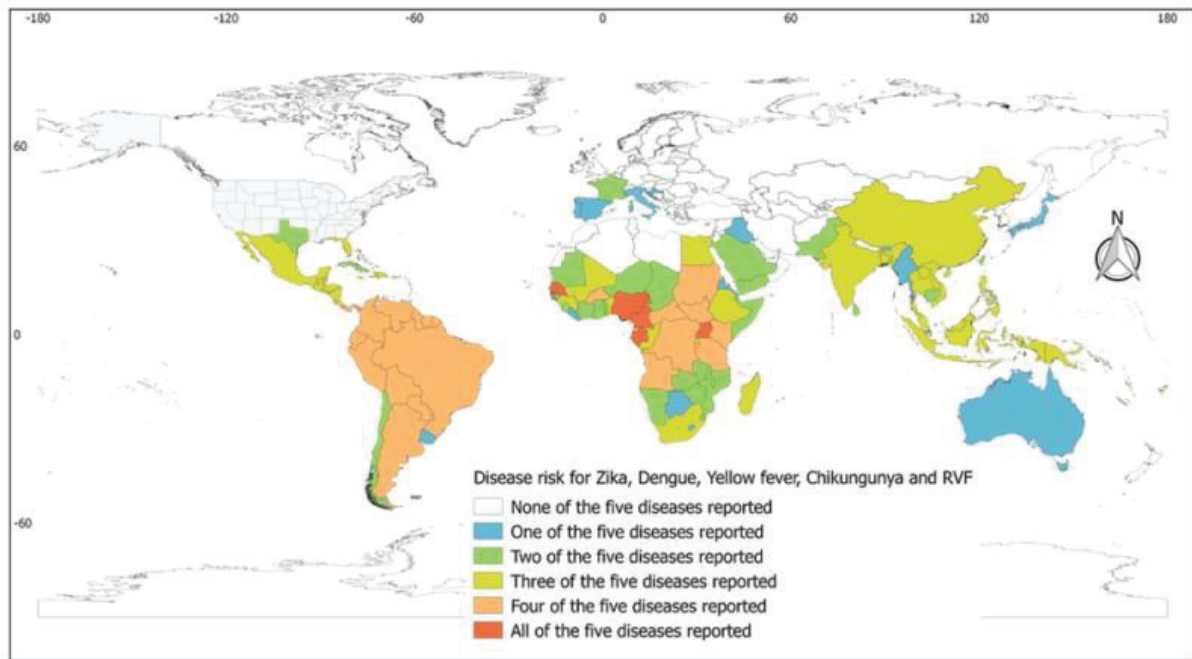 -180 -120 -60 0 60 120 180
60
N
0
Disease risk for Zika, Dengue, Yellow fever, Chikungunya and RVF
None of the five diseases reported
-60
One of the five diseases reported
Two of the five diseases reported
Three of the five diseases reported
Four of the five diseases reported
All of the five diseases reported